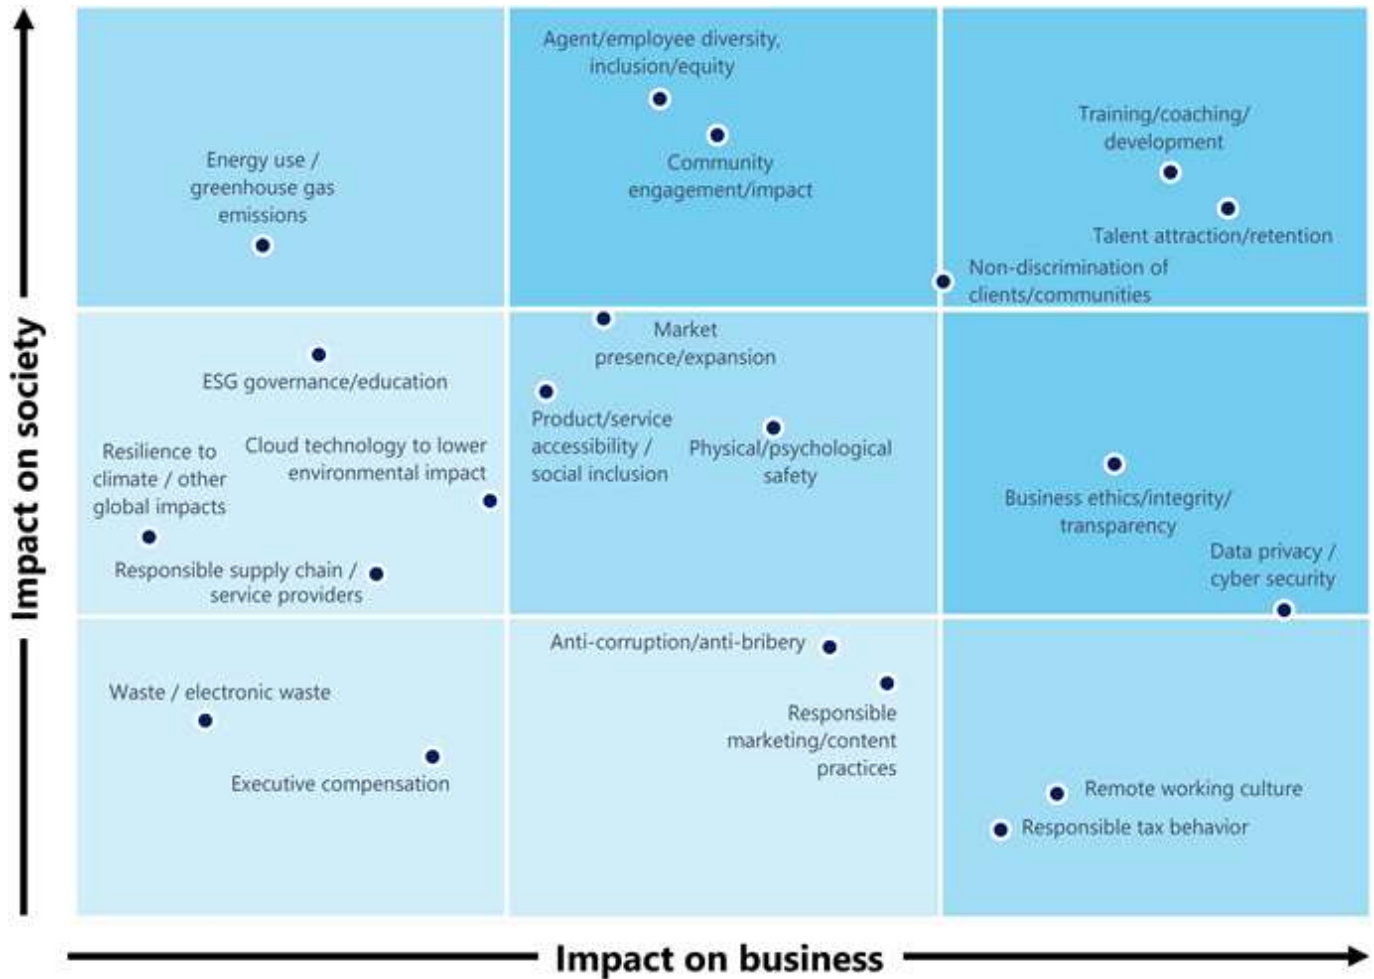 Impact on society
Agent/employee diversity,
inclusion/equity
Community
engagement/impact
Training/coaching/
development
Talent attraction/retention
Non-discrimination of
clients/communities
Energy use /
greenhouse gas
emissions
Market
presence/expansion
ESG governance/education
Product/service
accessibility /
social inclusion
Physical/psychological
safety
Cloud technology to lower
environmental impact
Resilience to
climate / other
global impacts
Responsible supply chain /
service providers
Business ethics/integrity/
transparency
Data privacy /
cyber security
Anti-corruption/anti-bribery
Responsible
marketing/content
practices
Waste / electronic waste
Executive compensation
Remote working culture
Responsible tax behavior
Impact on business